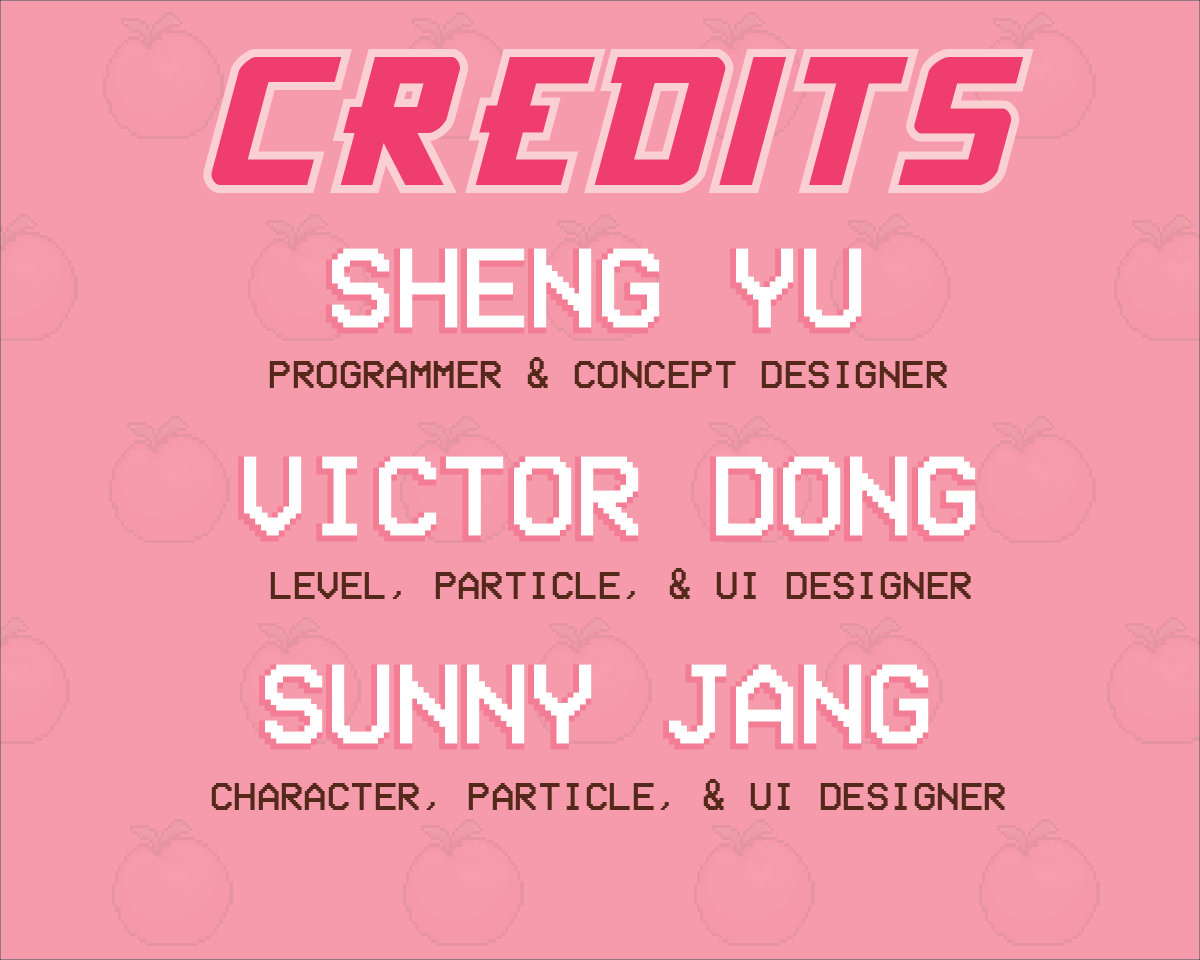 CREDITS
SHENG YU
PROGRAMMER & CONCEPT DESIGNER
VICTOR DONG
LEVEL, PARTICLE, & UI DESIGNER
SUNNY JANG
CHARACTER, PARTICLE, & UI DESIGNER